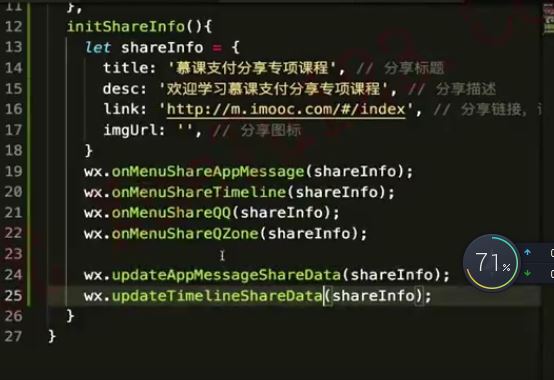 11 },
12 initShareInfo(){
13 let shareInfo = {
14 title: '慕课支付分享专项课程', // 分享标题
15 desc: '欢迎学习慕课支付分享专项课程', // 分享描述
16 link: 'http://m.imooc.com/#/index', // 分享链接，
17 imgUrl: '', // 分享图标
18 }
19 wx.onMenuShareAppMessage(shareInfo);
20 wx.onMenuShareTimeline(shareInfo);
21 wx.onMenuShareQQ(shareInfo);
22 wx.onMenuShareQZone(shareInfo);
23
24 wx.updateAppMessageShareData(shareInfo);
25 wx.updateTimelineShareData(shareInfo);
26 }
27 }
71%